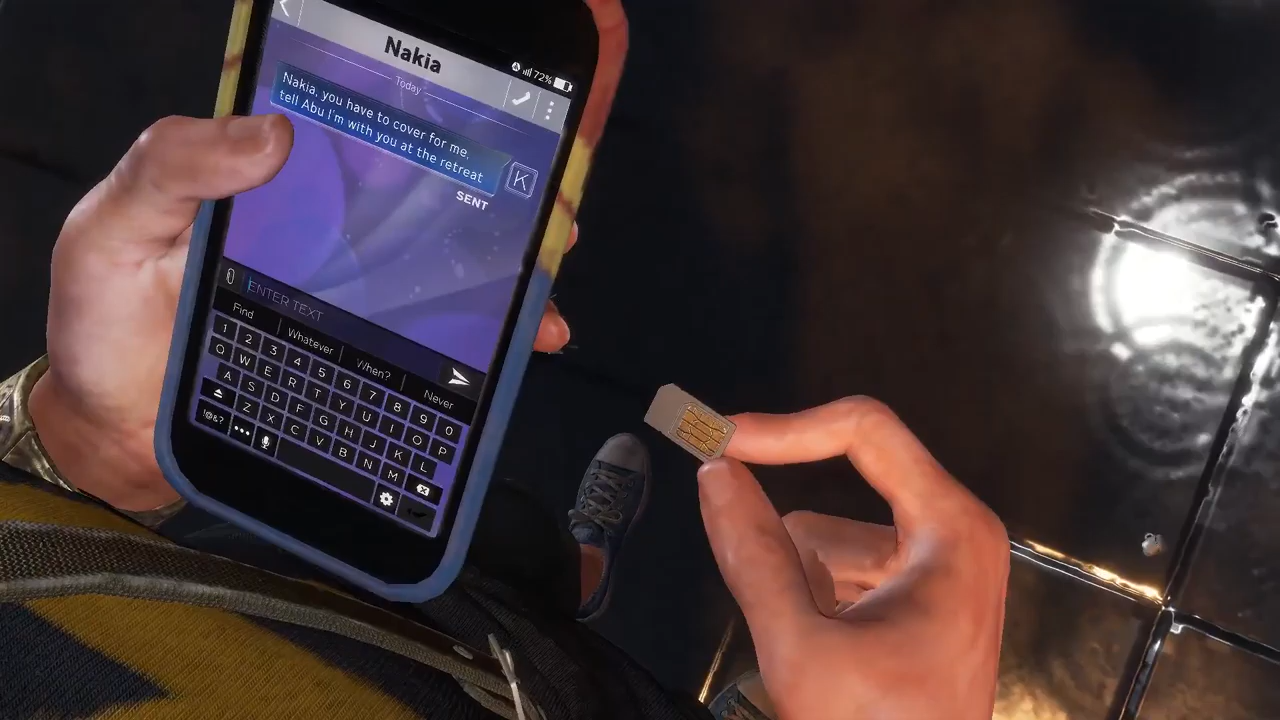 Nakia
72%
Today
Nakia, you have to cover for me,
tell Abu I'm with you at the retreat
K
SENT
ENTER TEXT
Find Whatever When? Never
1 2 3 4 5 6 7 8 9 0
Q W E R T Y U I O P
A S D F G H J K L
Z X C V B N M
!@&?